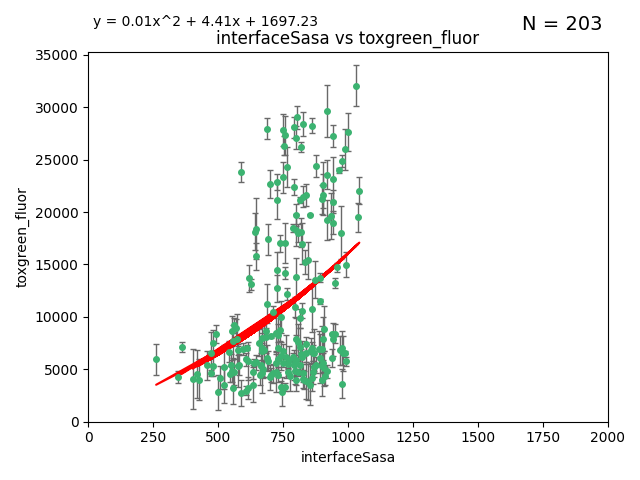 y = 0.01x^2 + 4.41x + 1697.23
N = 203
interfaceSasa vs toxgreen_fluor
35000
30000
25000
20000
15000
10000
5000
0
toxgreen_fluor
0 250 500 750 1000 1250 1500 1750 2000
interfaceSasa